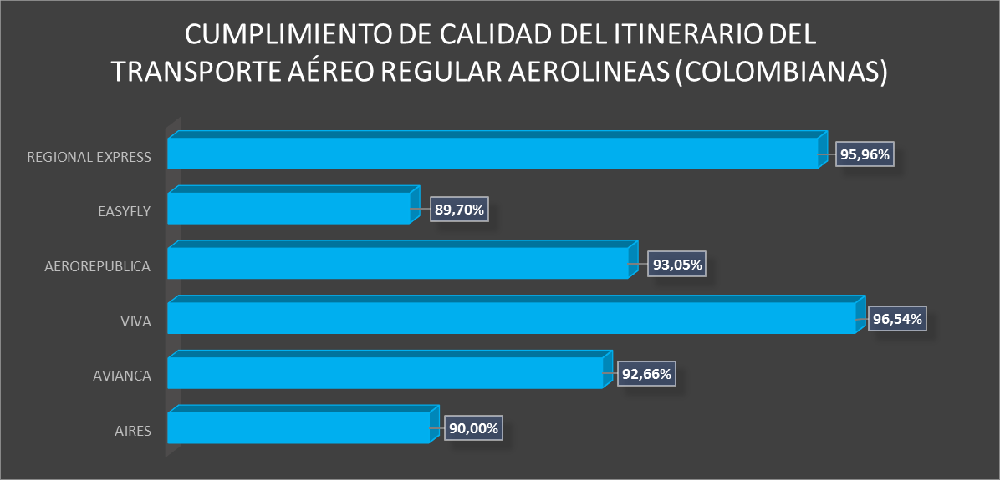 CUMPLIMIENTO DE CALIDAD DEL ITINERARIO DEL
TRANSPORTE AÉREO REGULAR AEROLINEAS (COLOMBIANAS)
REGIONAL EXPRESS 95,96%
EASYFLY 89,70%
AEROREPUBLICA 93,05%
VIVA 96,54%
AVIANCA 92,66%
AIRES 90,00%